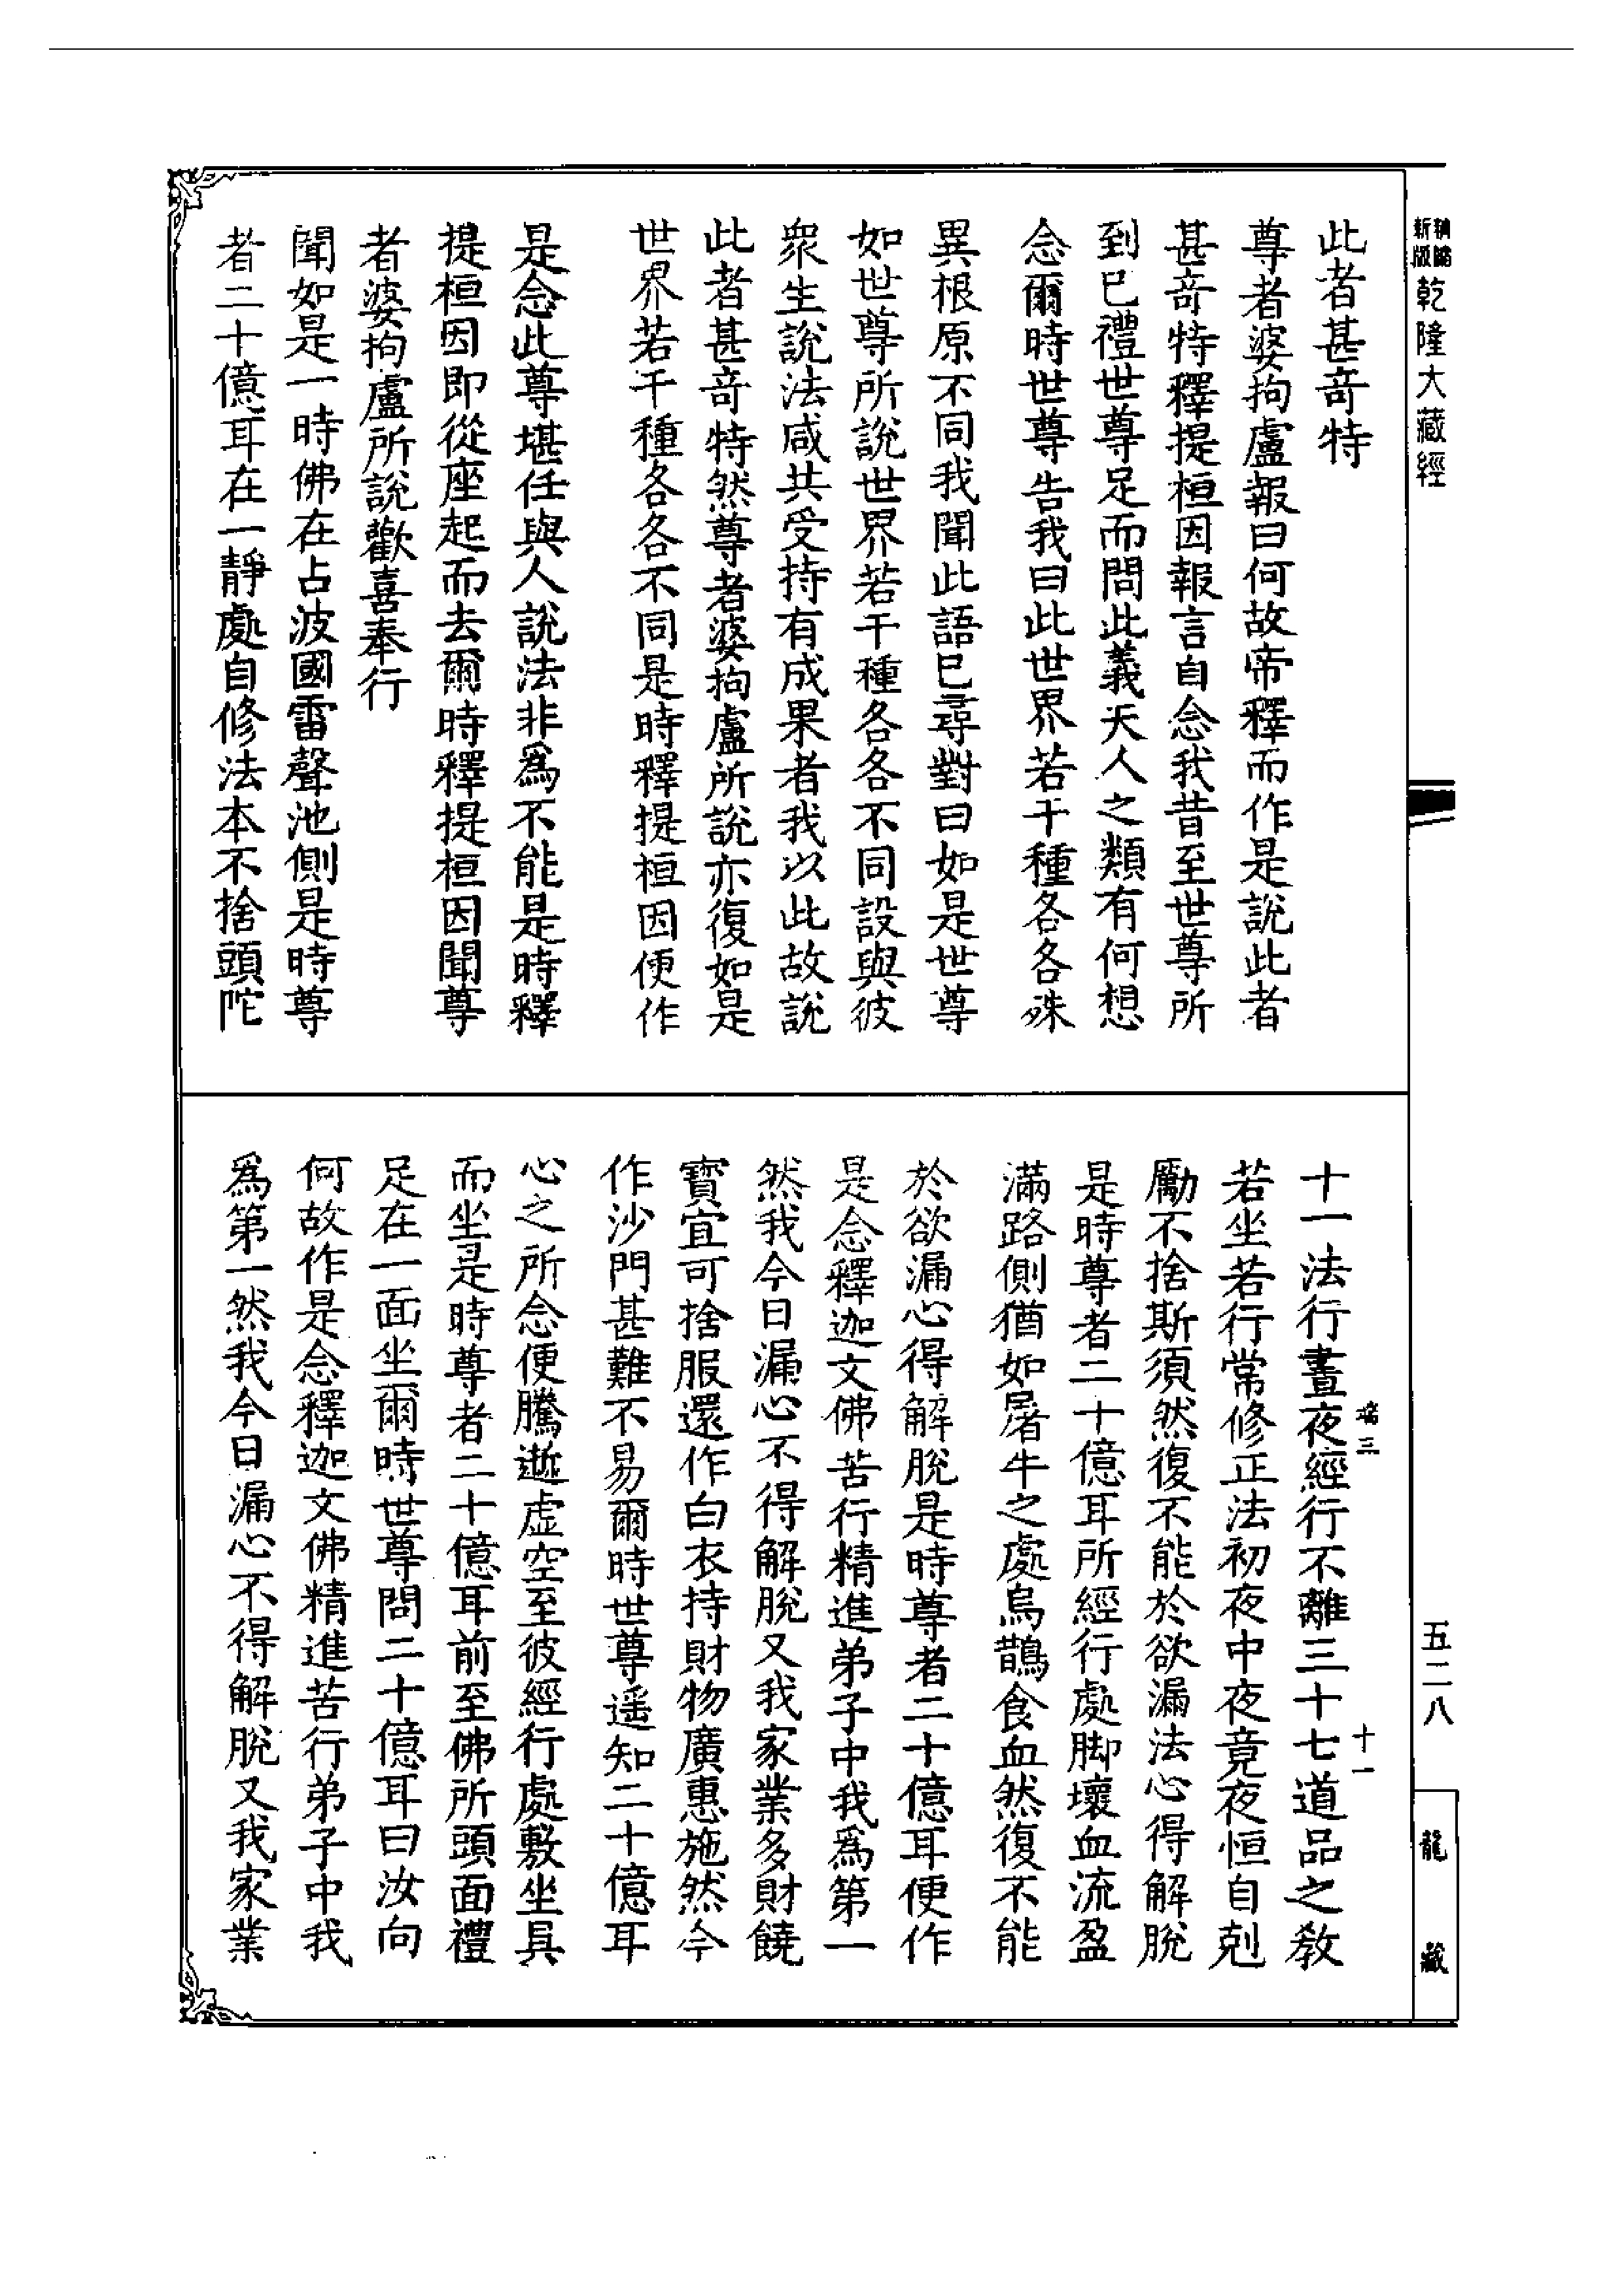 精縮
新版
乾隆大藏經
此者甚奇特
尊者婆拘盧報曰何故帝釋而作是說此者
甚奇特釋提桓因報言自念我昔至世尊所
到已禮世尊足而問此義天人之類有何想
念爾時世尊告我曰此世界若干種各各殊
異根原不同我聞此語已尋對曰如是世尊
如世尊所說世界若干種各各不同設與彼
衆生說法咸共受持有成果者我以此故說
此者甚奇特然尊者婆拘盧所說亦復如是
世界若干種各各不同是時釋提桓因便作
是念此尊堪任與人說法非爲不能是時釋
提桓因即從座起而去爾時釋提桓因聞尊
者婆拘盧所說歡喜奉行
聞如是一時佛在占波國雷聲池側是時尊
者二十億耳在一靜處自修法本不捨頭陀
十一法行晝夜經行不離三十七道品之教
若坐若行常修正法初夜中夜竟夜恒自剋
勵不捨斯須然復不能於欲漏法心得解脫
是時尊者二十億耳所經行處脚壞血流盈
滿路側猶如屠牛之處烏鵲食血然復不能
於欲漏心得解脫是時尊者二十億耳便作
是念釋迦文佛苦行精進弟子中我爲第一
然我今日漏心不得解脫又我家業多財饒
寶宜可捨服還作白衣持財物廣惠施然今
作沙門甚難不易爾時世尊遥知二十億耳
心之所念便騰逝虛空至彼經行處敷坐具
而坐是時尊者二十億耳前至佛所頭面禮
足在一面坐爾時世尊問二十億耳曰汝向
何故作是念釋迦文佛精進苦行弟子中我
爲第一然我今日漏心不得解脫又我家業
三
十一
五二八
龍藏